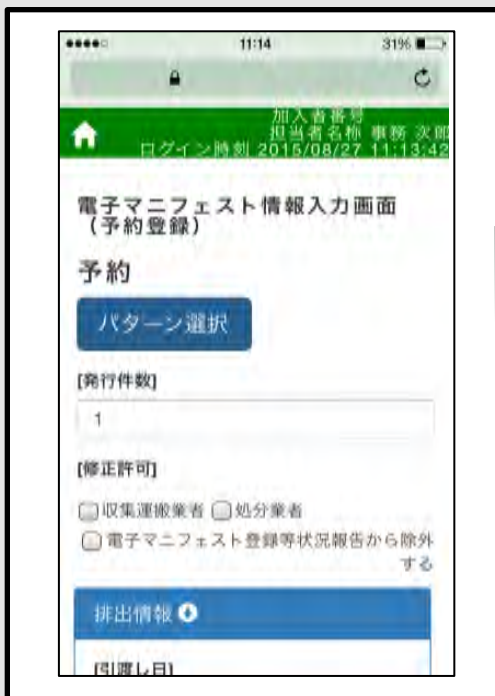 11:14
31%
加入者番号
担当者名称 事務 次郎
ログイン時刻 2015/08/27 11:13:42
電子マニフェスト情報入力画面
(予約登録)
予約
パターン選択
[発行件数]
1
[修正許可]
収集運搬業者 処分業者
電子マニフェスト登録等状況報告から除外
する
排出情報
[引渡し日]